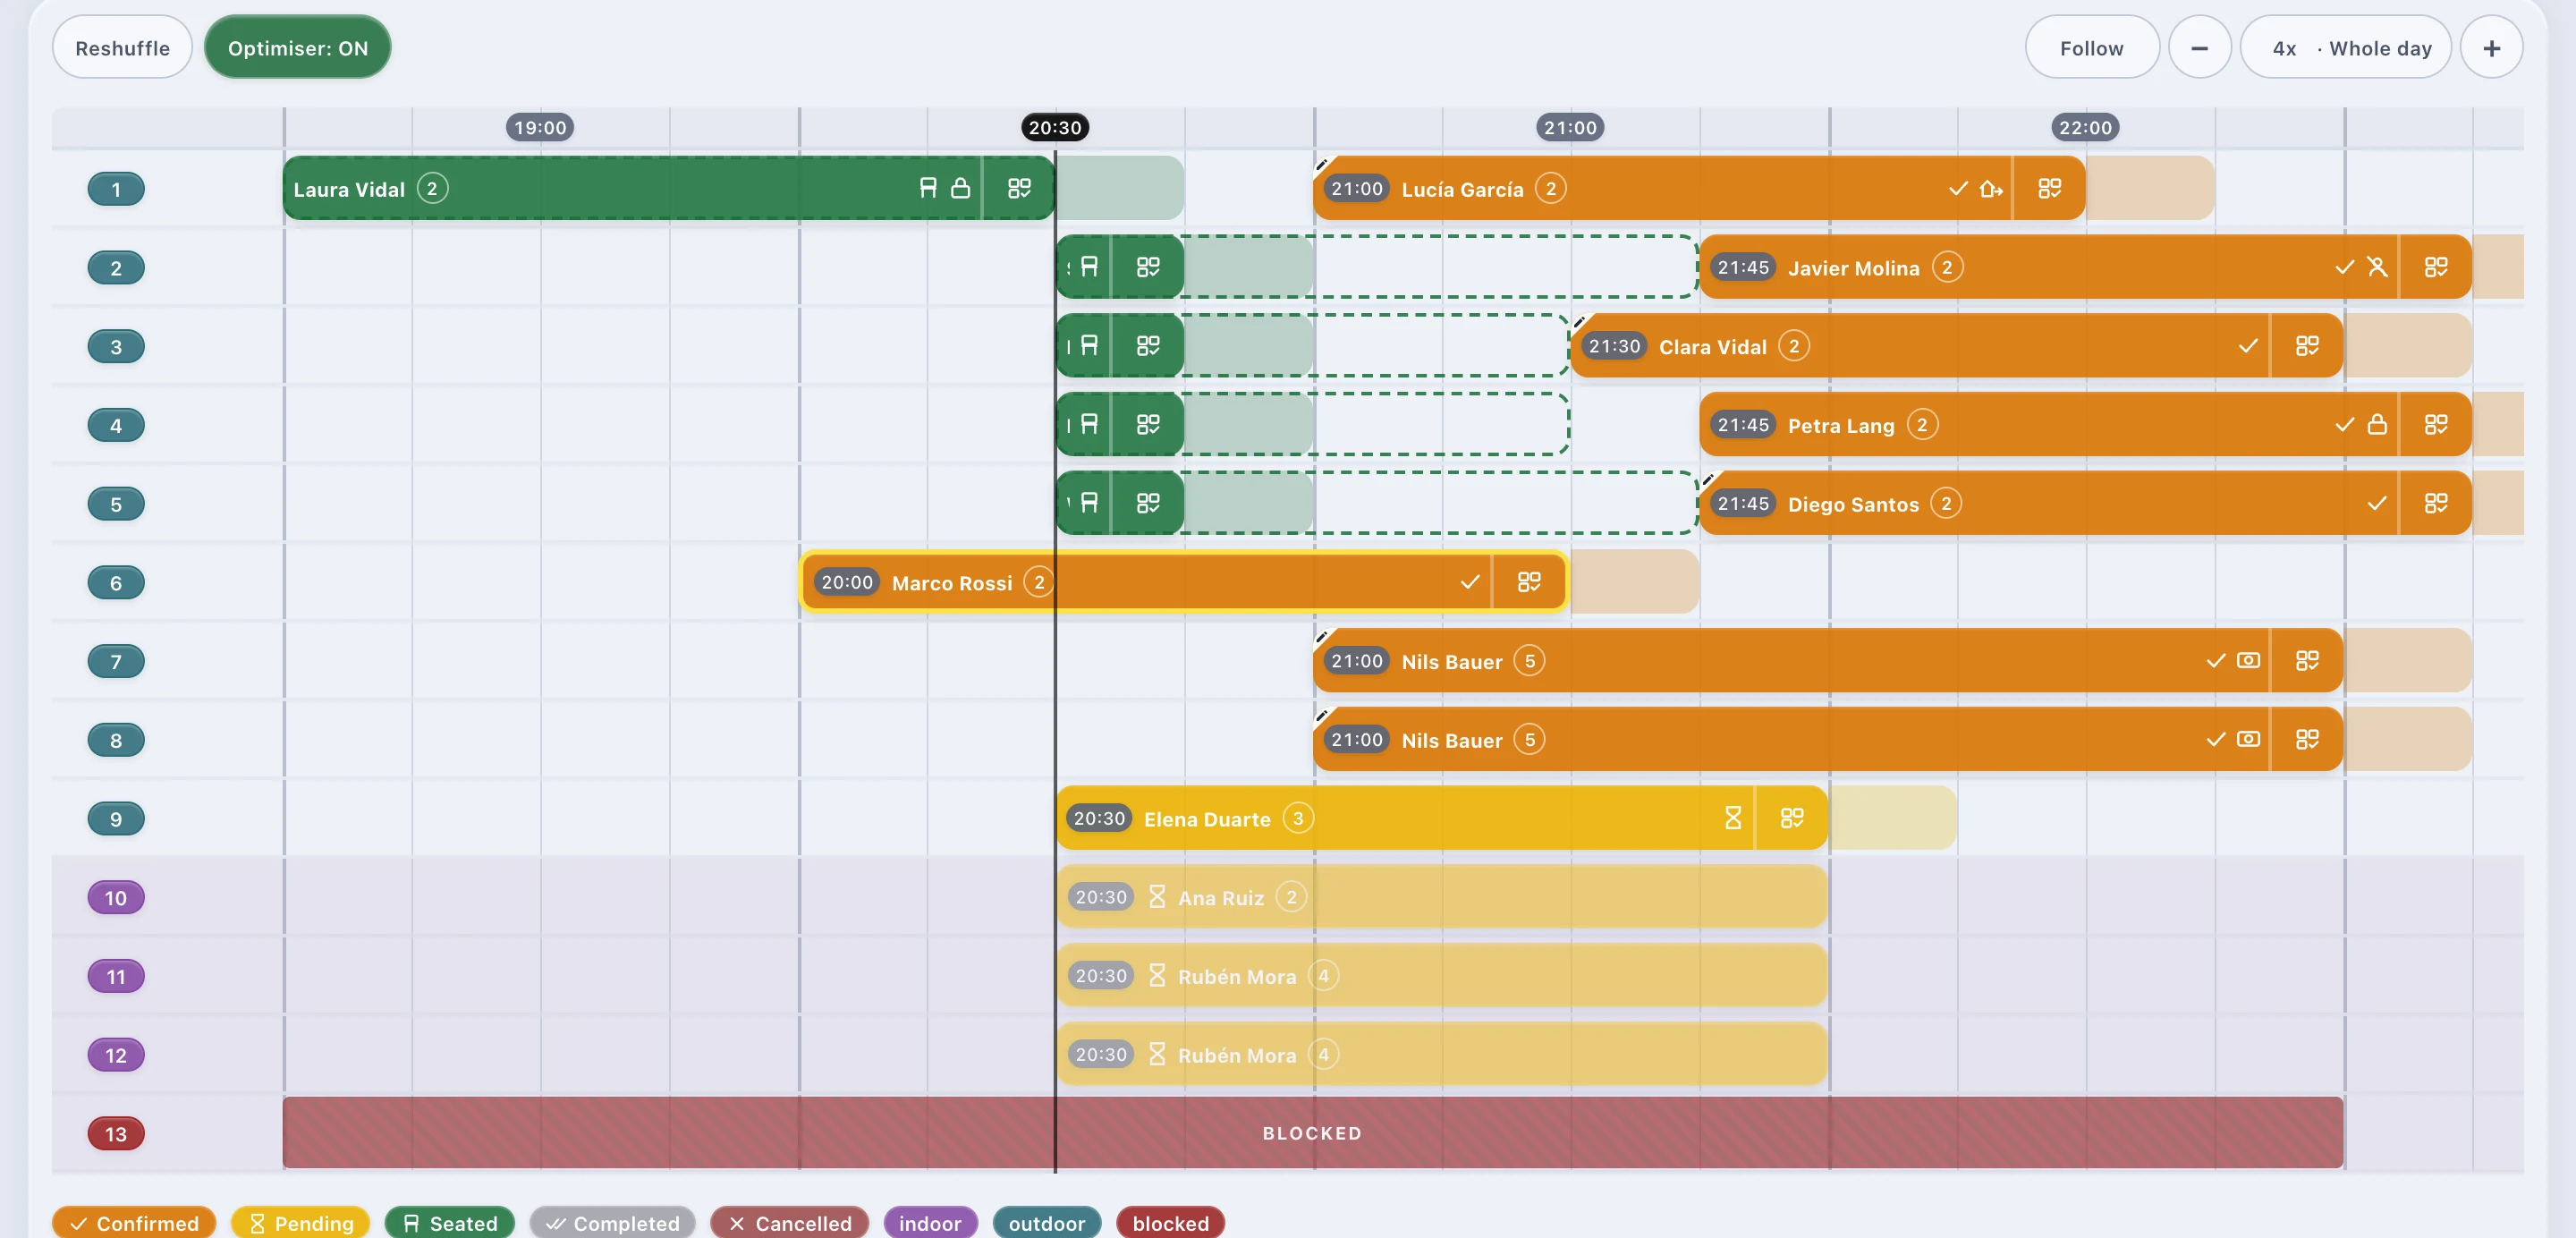 Reshuffle Optimiser: ON Follow − 4x · Whole day +
19:00 20:30 21:00 22:00
1 Laura Vidal 2 21:00 Lucía García 2
2 21:45 Javier Molina 2
3 21:30 Clara Vidal 2
4 21:45 Petra Lang 2
5 21:45 Diego Santos 2
6 20:00 Marco Rossi 2
7 21:00 Nils Bauer 5
8 21:00 Nils Bauer 5
9 20:30 Elena Duarte 3
10 20:30 Ana Ruiz 2
11 20:30 Rubén Mora 4
12 20:30 Rubén Mora 4
13 BLOCKED
Confirmed Pending Seated Completed Cancelled indoor outdoor blocked